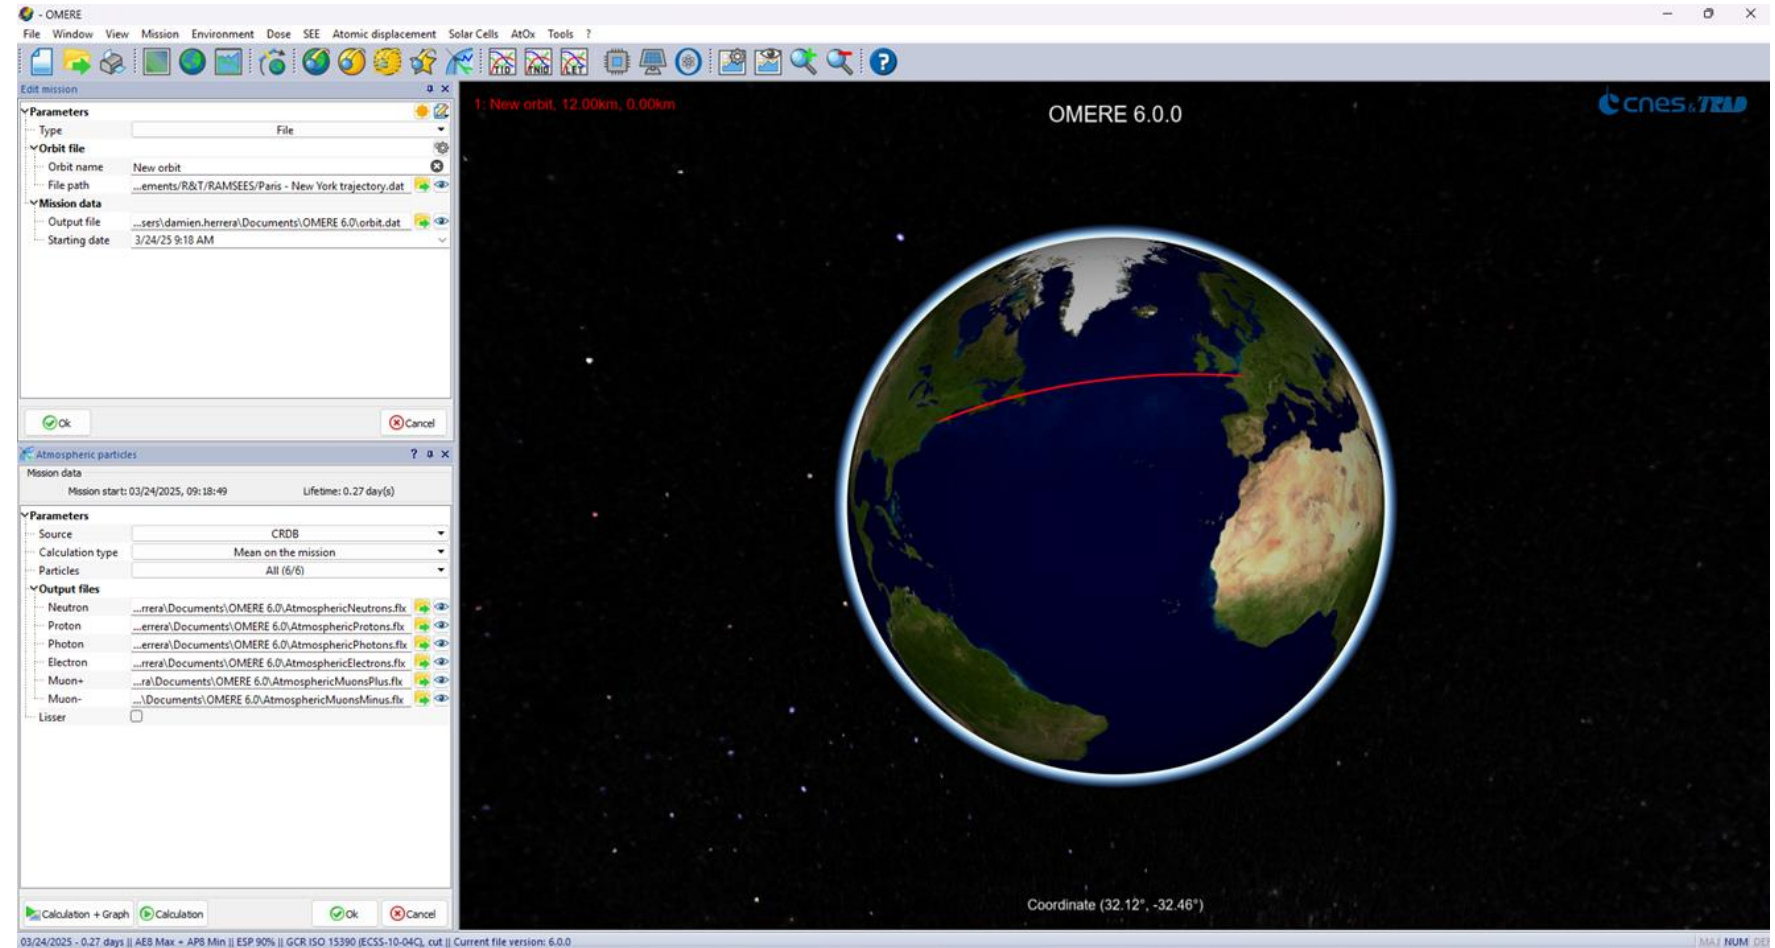 - OMERE
File Window View Mission Environment Dose SEE Atomic displacement Solar Cells AtOx Tools ?
TID TNID LET
Edit mission
Parameters
Type File
Orbit file
Orbit name New orbit
File path ...ements/R&T/RAMSEES/Paris - New York trajectory.dat
Mission data
Output file ...sers\damien.herrera\Documents\OMERE 6.0\orbit.dat
Starting date 3/24/25 9:18 AM
Ok Cancel
Atmospheric particles ?
Mission data
Mission start: 03/24/2025, 09:18:49 Lifetime: 0.27 day(s)
Parameters
Source CRDB
Calculation type Mean on the mission
Particles All (6/6)
Output files
Neutron ...rrera\Documents\OMERE 6.0\AtmosphericNeutrons.flx
Proton ...errera\Documents\OMERE 6.0\AtmosphericProtons.flx
Photon ...errera\Documents\OMERE 6.0\AtmosphericPhotons.flx
Electron ...rrera\Documents\OMERE 6.0\AtmosphericElectrons.flx
Muon+ ...ra\Documents\OMERE 6.0\AtmosphericMuonsPlus.flx
Muon- ...\Documents\OMERE 6.0\AtmosphericMuonsMinus.flx
Lisser
Calculation + Graph Calculation Ok Cancel
1: New orbit, 12.00km, 0.00km
OMERE 6.0.0
cnes & TRAD
Coordinate (32.12°, -32.46°)
03/24/2025 - 0.27 days || AE8 Max - AP8 Min || ESP 90% || GCR ISO 15390 (ECSS-10-04C), cut || Current file version: 6.0.0
MAJ NUM